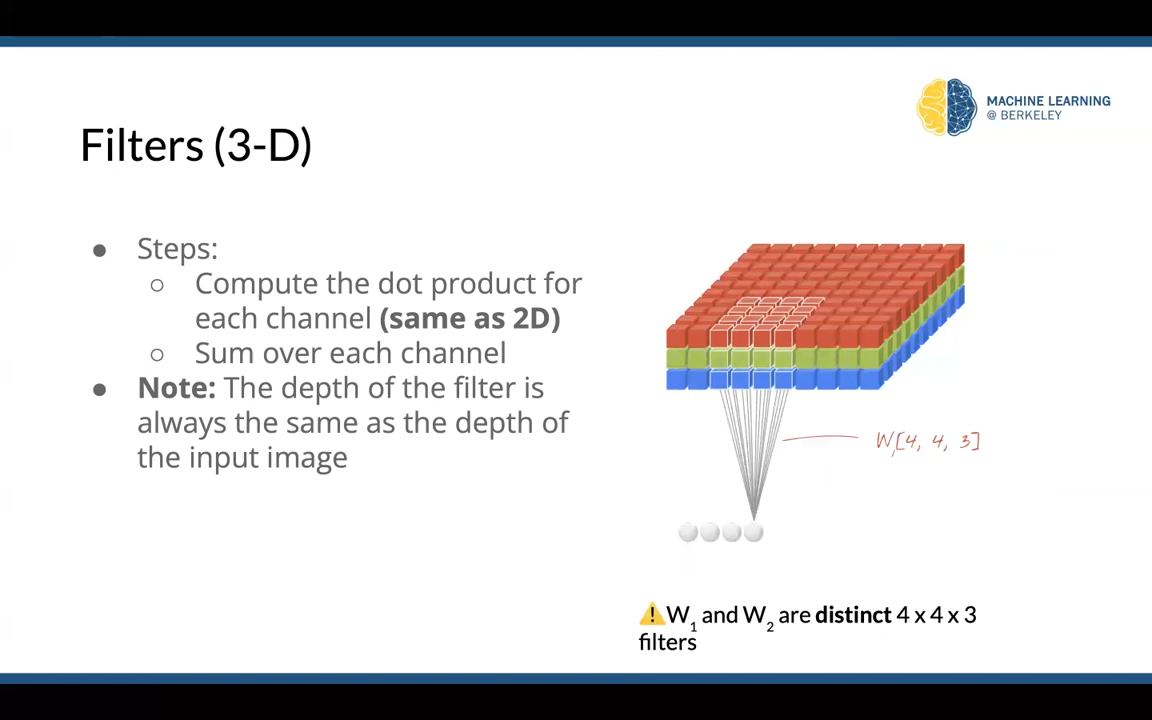 MACHINE LEARNING
@ BERKELEY
Filters (3-D)
● Steps:
○ Compute the dot product for
each channel (same as 2D)
○ Sum over each channel
● Note: The depth of the filter is
always the same as the depth of
the input image
W₁[4, 4, 3]
⚠️W₁ and W₂ are distinct 4 x 4 x 3
filters